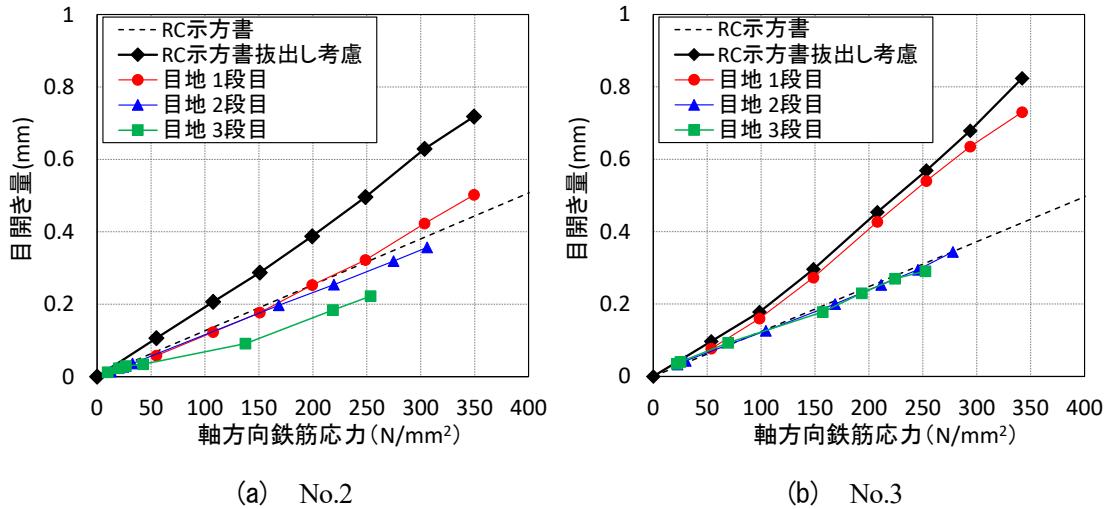 1
0.8
0.6
0.4
0.2
0
目開き量(mm)
RC示方書
RC示方書抜出し考慮
目地 1段目
目地 2段目
目地 3段目
0 50 100 150 200 250 300 350 400
軸方向鉄筋応力(N/mm²)
(a) No.2
1
0.8
0.6
0.4
0.2
0
目開き量(mm)
RC示方書
RC示方書抜出し考慮
目地 1段目
目地 2段目
目地 3段目
0 50 100 150 200 250 300 350 400
軸方向鉄筋応力(N/mm²)
(b) No.3